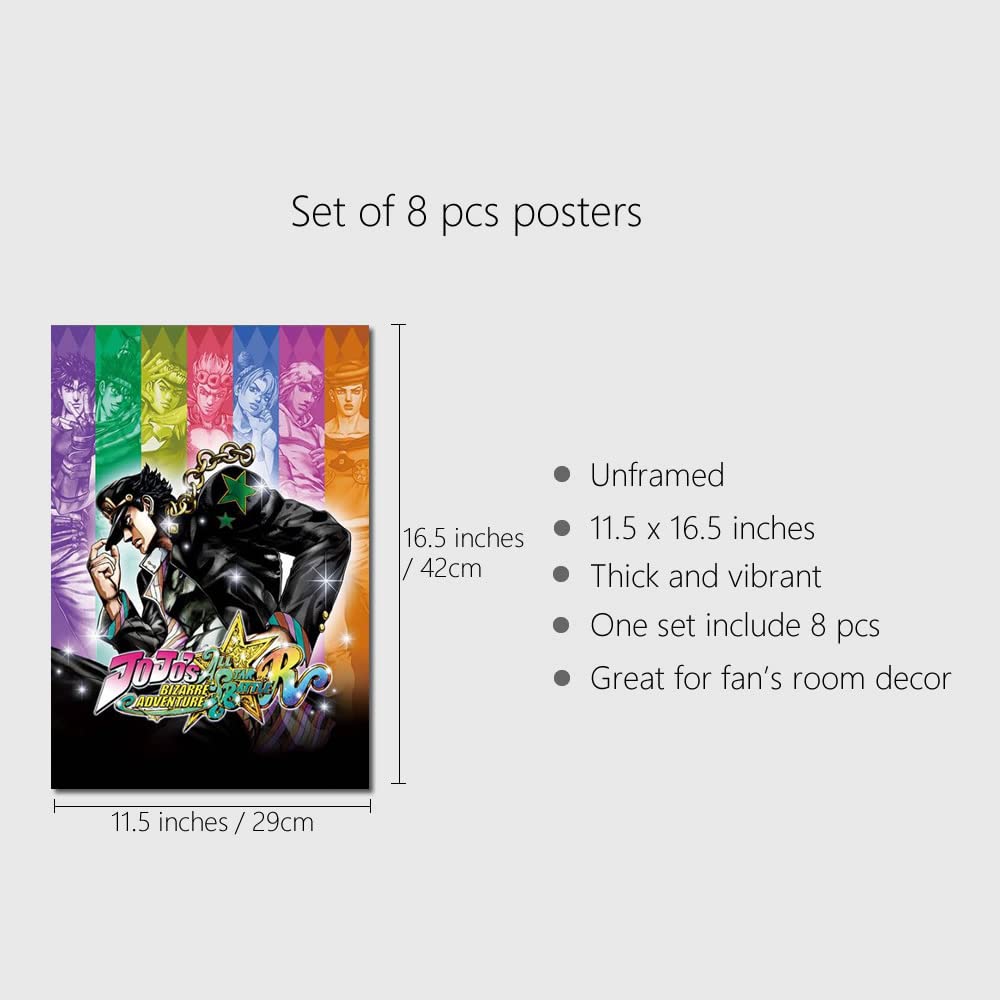 Set of 8 pcs posters
JOJO'S
BIZARRE
ADVENTURE
ALL
STAR
BATTLE
R
16.5 inches
/ 42cm
11.5 inches / 29cm
● Unframed
● 11.5 x 16.5 inches
● Thick and vibrant
● One set include 8 pcs
● Great for fan’s room decor